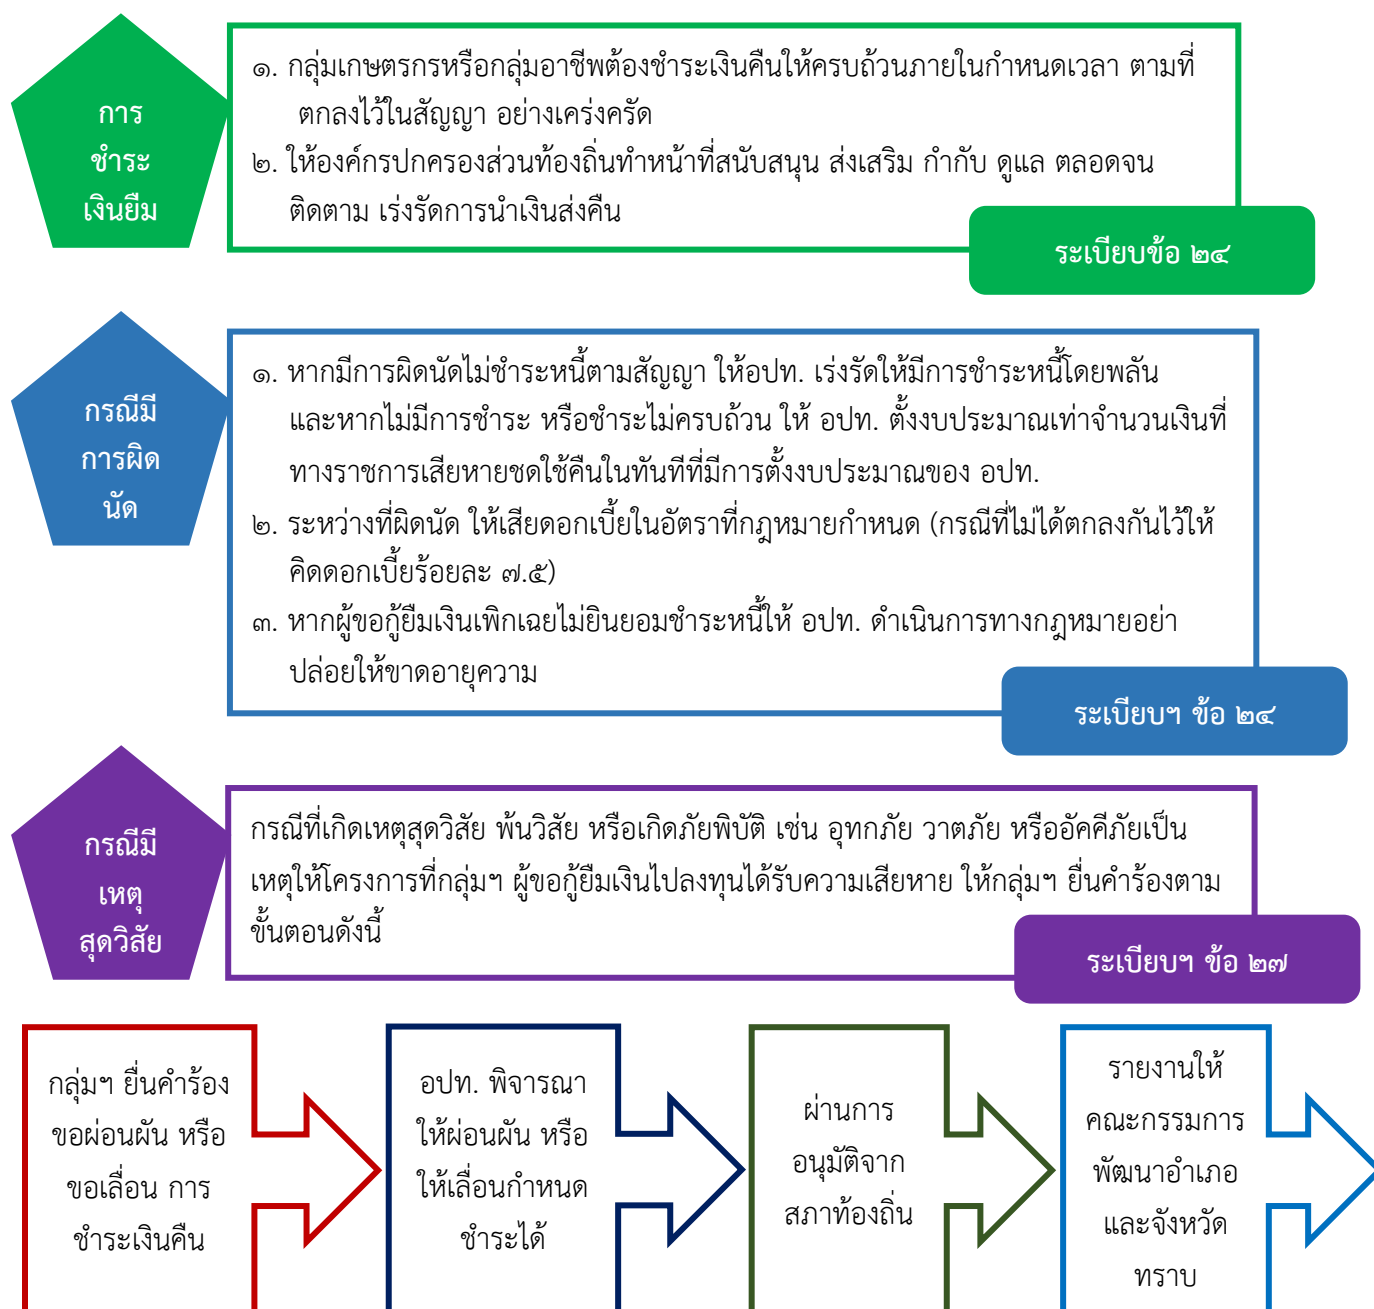 การ
ชำระ
เงินยืม
๑. กลุ่มเกษตรกรหรือกลุ่มอาชีพต้องชำระเงินคืนให้ครบถ้วนภายในกำหนดเวลา ตามที่
ตกลงไว้ในสัญญา อย่างเคร่งครัด
๒. ให้องค์กรปกครองส่วนท้องถิ่นทำหน้าที่สนับสนุน ส่งเสริม กำกับ ดูแล ตลอดจน
ติดตาม เร่งรัดการนำเงินส่งคืน
ระเบียบข้อ ๒๔
กรณีมี
การผิด
นัด
๑. หากมีการผิดนัดไม่ชำระหนี้ตามสัญญา ให้อปท. เร่งรัดให้มีการชำระหนี้โดยพลัน
และหากไม่มีการชำระ หรือชำระไม่ครบถ้วน ให้ อปท. ตั้งงบประมาณเท่าจำนวนเงินที่
ทางราชการเสียหายชดใช้คืนในทันทีที่มีการตั้งงบประมาณของ อปท.
๒. ระหว่างที่ผิดนัด ให้เสียดอกเบี้ยในอัตราที่กฎหมายกำหนด (กรณีที่ไม่ได้ตกลงกันไว้ให้
คิดดอกเบี้ยร้อยละ ๗.๕)
๓. หากผู้ขอกู้ยืมเงินเพิกเฉยไม่ยินยอมชำระหนี้ให้ อปท. ดำเนินการทางกฎหมายอย่า
ปล่อยให้ขาดอายุความ
ระเบียบฯ ข้อ ๒๔
กรณีมี
เหตุ
สุดวิสัย
กรณีที่เกิดเหตุสุดวิสัย พ้นวิสัย หรือเกิดภัยพิบัติ เช่น อุทกภัย วาตภัย หรืออัคคีภัยเป็น
เหตุให้โครงการที่กลุ่มฯ ผู้ขอกู้ยืมเงินไปลงทุนได้รับความเสียหาย ให้กลุ่มฯ ยื่นคำร้องตาม
ขั้นตอนดังนี้
ระเบียบฯ ข้อ ๒๗
กลุ่มฯ ยื่นคำร้อง
ขอผ่อนผัน หรือ
ขอเลื่อน การ
ชำระเงินคืน
อปท. พิจารณา
ให้ผ่อนผัน หรือ
ให้เลื่อนกำหนด
ชำระได้
ผ่านการ
อนุมัติจาก
สภาท้องถิ่น
รายงานให้
คณะกรรมการ
พัฒนาอำเภอ
และจังหวัด
ทราบ